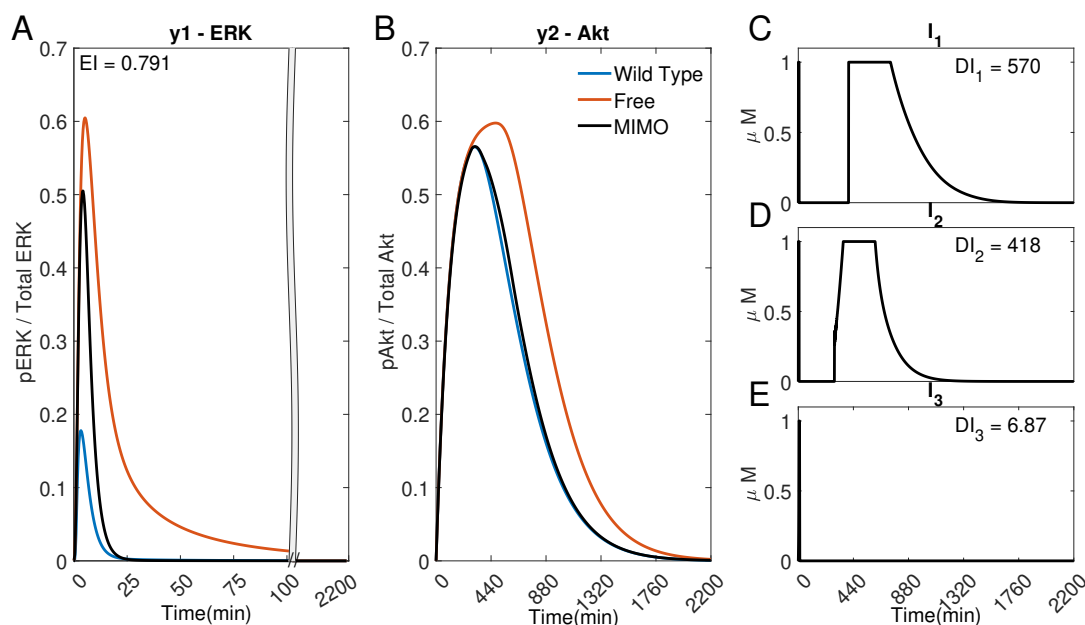 A
y1 - ERK
EI = 0.791
pERK / Total ERK
0.7
0.6
0.5
0.4
0.3
0.2
0.1
0
0
25
50
75
100
2200
Time(min)
B
y2 - Akt
Wild Type
Free
MIMO
pAkt / Total Akt
0.7
0.6
0.5
0.4
0.3
0.2
0.1
0
440
880
1320
1760
2200
Time(min)
C
I1
DI1 = 570
μ M
1
0.5
0
D
I2
DI2 = 418
μ M
1
0.5
0
E
I3
DI3 = 6.87
μ M
1
0.5
0
440
880
1320
1760
2200
Time(min)